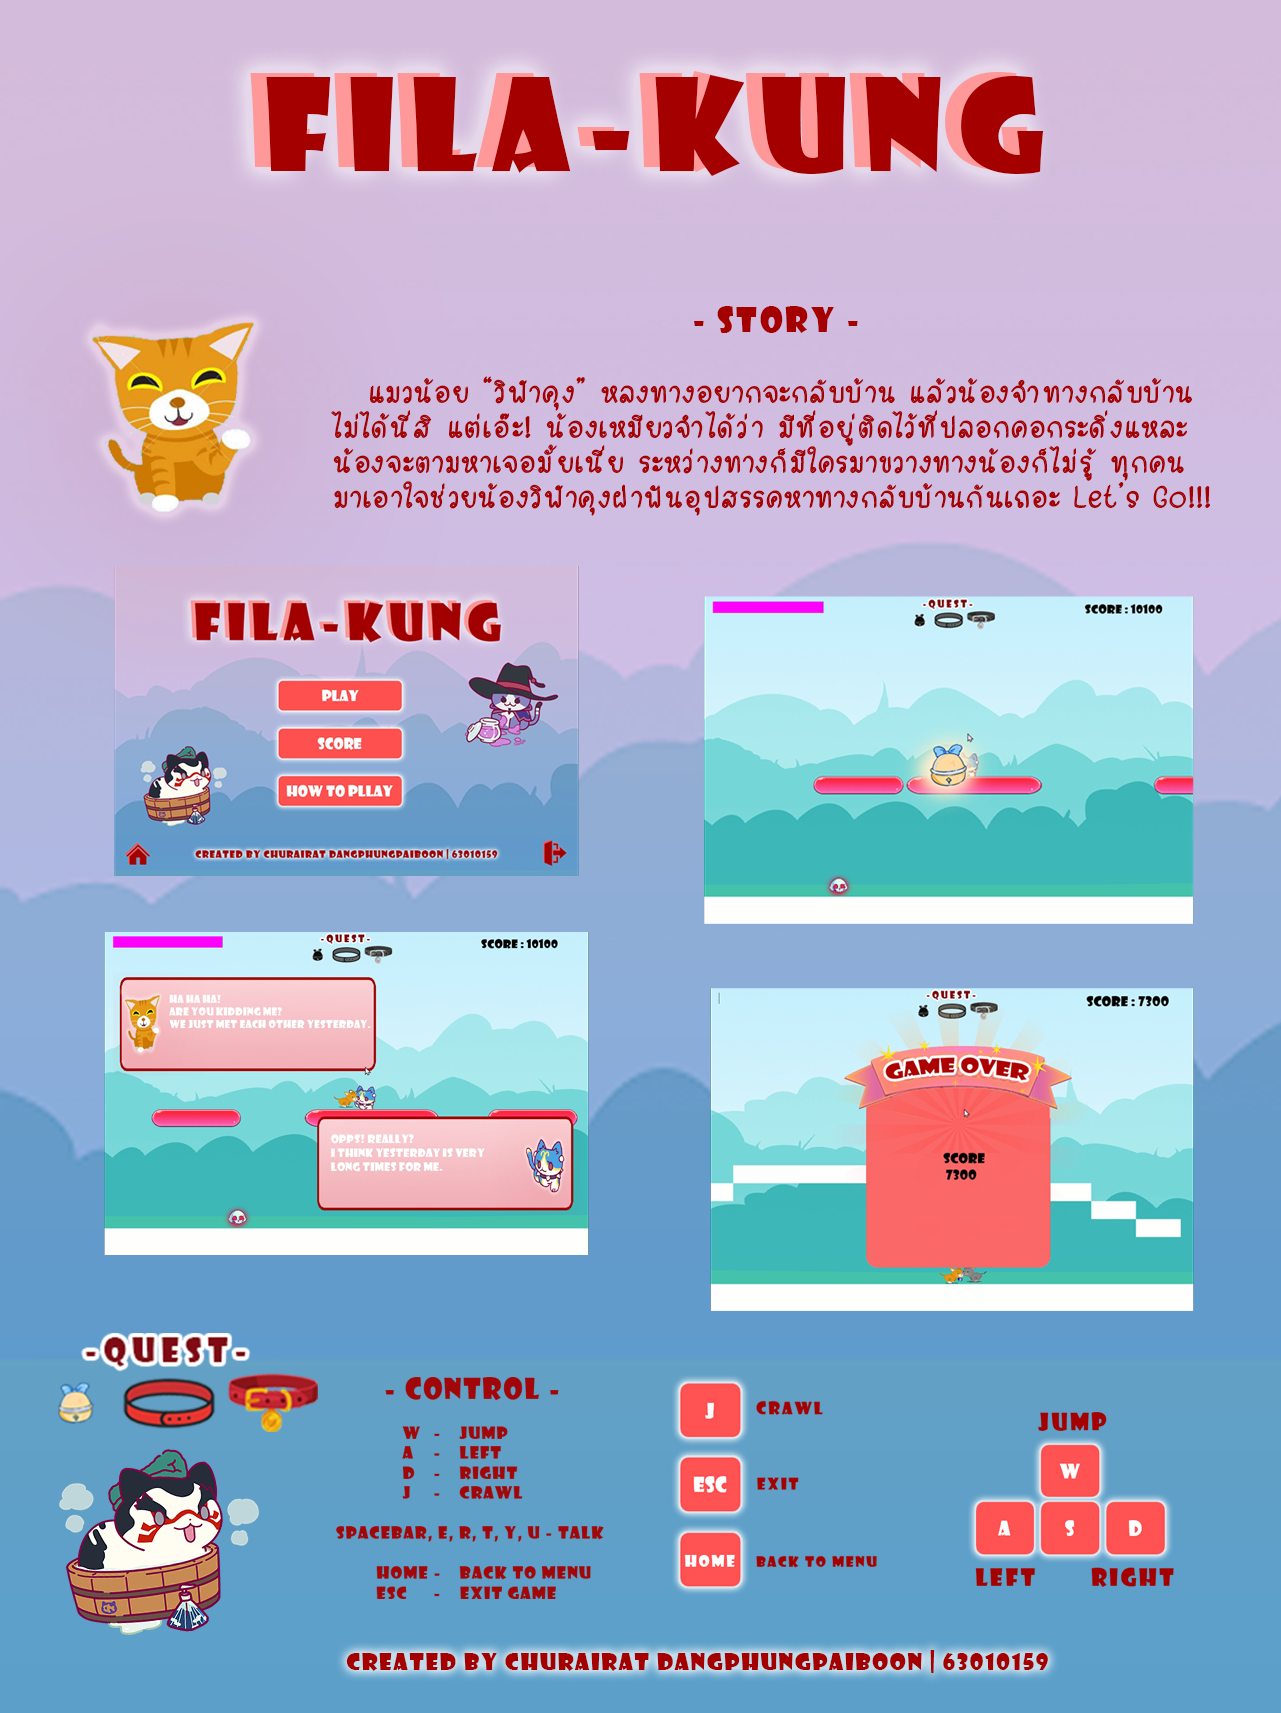 FILA-KUNG
- STORY -
แมวน้อย “วิฬาคุง” หลงทางอยากจะกลับบ้าน แล้วน้องจำทางกลับบ้าน
ไม่ได้นี่สิ แต่เอ๊ะ! น้องเหมียวจำได้ว่า มีที่อยู่ติดไว้ที่ปลอกคอกระดิ่งแหละ
น้องจะตามหาเจอมั้ยเนี่ย ระหว่างทางก็มีใครมาขวางทางน้องก็ไม่รู้ ทุกคน
มาเอาใจช่วยน้องวิฬาคุงฝ่าฟันอุปสรรคหาทางกลับบ้านกันเถอะ Let's Go!!!
FILA-KUNG
PLAY
SCORE
HOW TO PLLAY
CREATED BY CHURAIRAT DANGPHUNGPAIBOON | 63010159
-QUEST-
SCORE : 10100
-QUEST-
SCORE : 10100
HA HA HA!
ARE YOU KIDDING ME?
WE JUST MET EACH OTHER YESTERDAY.
OPPS! REALLY?
I THINK YESTERDAY IS VERY
LONG TIMES FOR ME.
-QUEST-
SCORE : 7300
GAME OVER
SCORE
7300
-QUEST-
- CONTROL -
W - JUMP
A - LEFT
D - RIGHT
J - CRAWL
SPACEBAR, E, R, T, Y, U - TALK
HOME - BACK TO MENU
ESC - EXIT GAME
J CRAWL
ESC EXIT
HOME BACK TO MENU
JUMP
W
A S D
LEFT RIGHT
CREATED BY CHURAIRAT DANGPHUNGPAIBOON | 63010159